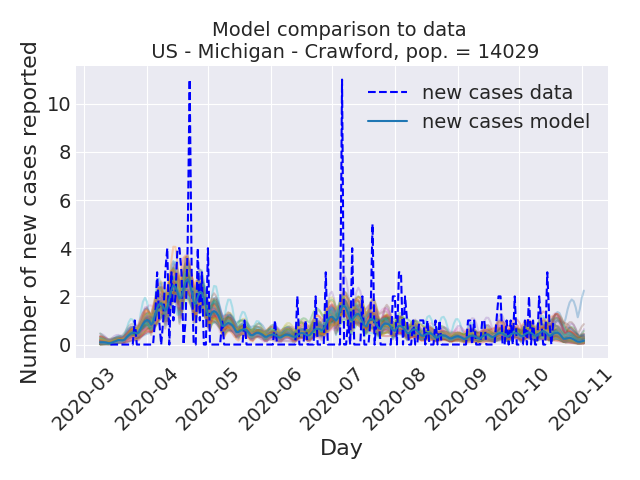 Model comparison to data
US - Michigan - Crawford, pop. = 14029
Number of new cases reported
10
8
6
4
2
0
new cases data
new cases model
2020-03
2020-04
2020-05
2020-06
2020-07
2020-08
2020-09
2020-10
2020-11
Day